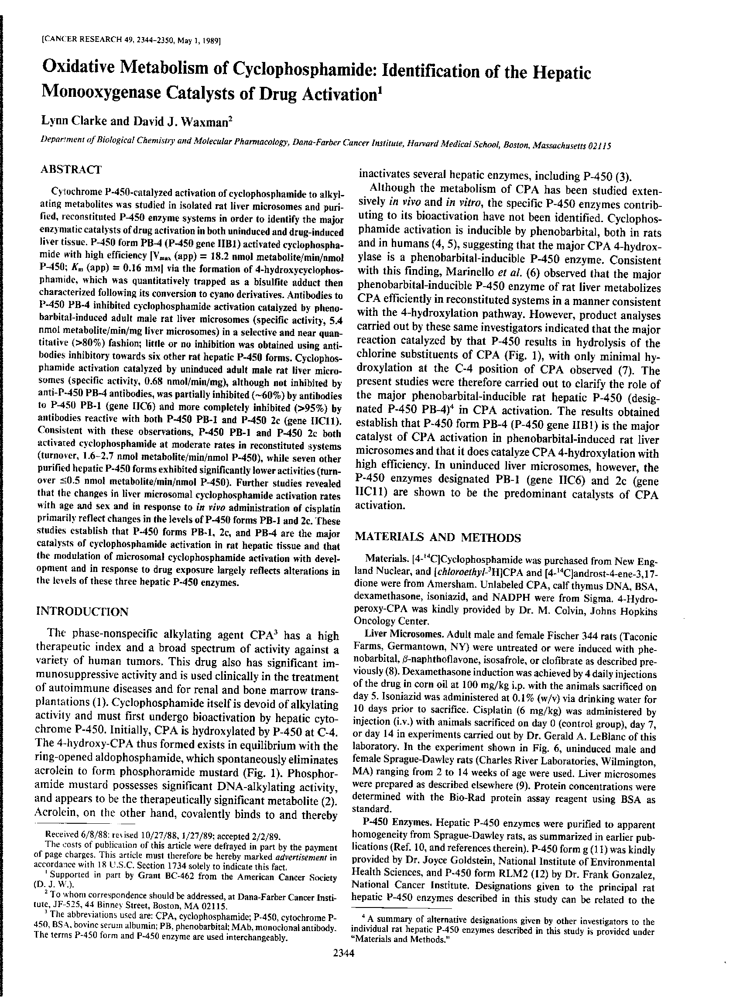 [CANCER RESEARCH 49, 2344-2350, May 1, 1989]
Oxidative Metabolism of Cyclophosphamide: Identification of the Hepatic
Monooxygenase Catalysts of Drug Activation¹
Lynn Clarke and David J. Waxman²
Department of Biological Chemistry and Molecular Pharmacology, Dana-Farber Cancer Institute, Harvard Medical School, Boston, Massachusetts 02115
ABSTRACT
Cytochrome P-450-catalyzed activation of cyclophosphamide to alkyl-
ating metabolites was studied in isolated rat liver microsomes and puri-
fied, reconstituted P-450 enzyme systems in order to identify the major
enzymatic catalysts of drug activation in both uninduced and drug-induced
liver tissue. P-450 form PB-4 (P-450 gene IIB1) activated cyclophospha-
mide with high efficiency [Vmax (app) = 18.2 nmol metabolite/min/nmol
P-450; Km (app) = 0.16 mM] via the formation of 4-hydroxycyclophos-
phamide, which was quantitatively trapped as a bisulfite adduct then
characterized following its conversion to cyano derivatives. Antibodies to
P-450 PB-4 inhibited cyclophosphamide activation catalyzed by pheno-
barbital-induced adult male rat liver microsomes (specific activity, 5.4
nmol metabolite/min/mg liver microsomes) in a selective and near quan-
titative (>80%) fashion; little or no inhibition was obtained using anti-
bodies inhibitory towards six other rat hepatic P-450 forms. Cyclophos-
phamide activation catalyzed by uninduced adult male rat liver micro-
somes (specific activity, 0.68 nmol/min/mg), although not inhibited by
anti-P-450 PB-4 antibodies, was partially inhibited (~60%) by antibodies
to P-450 PB-1 (gene IIC6) and more completely inhibited (>95%) by
antibodies reactive with both P-450 PB-1 and P-450 2c (gene IIC11).
Consistent with these observations, P-450 PB-1 and P-450 2c both
activated cyclophosphamide at moderate rates in reconstituted systems
(turnover, 1.6–2.7 nmol metabolite/min/nmol P-450), while seven other
purified hepatic P-450 forms exhibited significantly lower activities (turn-
over ≤0.5 nmol metabolite/min/nmol P-450). Further studies revealed
that the changes in liver microsomal cyclophosphamide activation rates
with age and sex and in response to in vivo administration of cisplatin
primarily reflect changes in the levels of P-450 forms PB-1 and 2c. These
studies establish that P-450 forms PB-1, 2c, and PB-4 are the major
catalysts of cyclophosphamide activation in rat hepatic tissue and that
the modulation of microsomal cyclophosphamide activation with devel-
opment and in response to drug exposure largely reflects alterations in
the levels of these three hepatic P-450 enzymes.
INTRODUCTION
The phase-nonspecific alkylating agent CPA³ has a high
therapeutic index and a broad spectrum of activity against a
variety of human tumors. This drug also has significant im-
munosuppressive activity and is used clinically in the treatment
of autoimmune diseases and for renal and bone marrow trans-
plantations (1). Cyclophosphamide itself is devoid of alkylating
activity and must first undergo bioactivation by hepatic cyto-
chrome P-450. Initially, CPA is hydroxylated by P-450 at C-4.
The 4-hydroxy-CPA thus formed exists in equilibrium with the
ring-opened aldophosphamide, which spontaneously eliminates
acrolein to form phosphoramide mustard (Fig. 1). Phosphor-
amide mustard possesses significant DNA-alkylating activity,
and appears to be the therapeutically significant metabolite (2).
Acrolein, on the other hand, covalently binds to and thereby
Received 6/8/88: revised 10/27/88, 1/27/89; accepted 2/2/89.
The costs of publication of this article were defrayed in part by the payment
of page charges. This article must therefore be hereby marked advertisement in
accordance with 18 U.S.C. Section 1734 solely to indicate this fact.
¹ Supported in part by Grant BC-462 from the American Cancer Society
(D. J. W.).
² To whom correspondence should be addressed, at Dana-Farber Cancer Insti-
tute, JF-525, 44 Binney Street, Boston, MA 02115.
³ The abbreviations used are: CPA, cyclophosphamide; P-450, cytochrome P-
450, BSA, bovine serum albumin; PB, phenobarbital; MAb, monoclonal antibody.
The terms P-450 form and P-450 enzyme are used interchangeably.
inactivates several hepatic enzymes, including P-450 (3).
Although the metabolism of CPA has been studied exten-
sively in vivo and in vitro, the specific P-450 enzymes contrib-
uting to its bioactivation have not been identified. Cyclophos-
phamide activation is inducible by phenobarbital, both in rats
and in humans (4, 5), suggesting that the major CPA 4-hydrox-
ylase is a phenobarbital-inducible P-450 enzyme. Consistent
with this finding, Marinello et al. (6) observed that the major
phenobarbital-inducible P-450 enzyme of rat liver metabolizes
CPA efficiently in reconstituted systems in a manner consistent
with the 4-hydroxylation pathway. However, product analyses
carried out by these same investigators indicated that the major
reaction catalyzed by that P-450 results in hydrolysis of the
chlorine substituents of CPA (Fig. 1), with only minimal hy-
droxylation at the C-4 position of CPA observed (7). The
present studies were therefore carried out to clarify the role of
the major phenobarbital-inducible rat hepatic P-450 (desig-
nated P-450 PB-4)⁴ in CPA activation. The results obtained
establish that P-450 form PB-4 (P-450 gene IIB1) is the major
catalyst of CPA activation in phenobarbital-induced rat liver
microsomes and that it does catalyze CPA 4-hydroxylation with
high efficiency. In uninduced liver microsomes, however, the
P-450 enzymes designated PB-1 (gene IIC6) and 2c (gene
IIC11) are shown to be the predominant catalysts of CPA
activation.
MATERIALS AND METHODS
Materials. [4-¹⁴C]Cyclophosphamide was purchased from New Eng-
land Nuclear, and [chloroethyl-³H]CPA and [4-¹⁴C]androst-4-ene-3,17-
dione were from Amersham. Unlabeled CPA, calf thymus DNA, BSA,
dexamethasone, isoniazid, and NADPH were from Sigma. 4-Hydro-
peroxy-CPA was kindly provided by Dr. M. Colvin, Johns Hopkins
Oncology Center.
Liver Microsomes. Adult male and female Fischer 344 rats (Taconic
Farms, Germantown, NY) were untreated or were induced with phe-
nobarbital, β-naphthoflavone, isosafrole, or clofibrate as described pre-
viously (8). Dexamethasone induction was achieved by 4 daily injections
of the drug in corn oil at 100 mg/kg i.p. with the animals sacrificed on
day 5. Isoniazid was administered at 0.1% (w/v) via drinking water for
10 days prior to sacrifice. Cisplatin (6 mg/kg) was administered by
injection (i.v.) with animals sacrificed on day 0 (control group), day 7,
or day 14 in experiments carried out by Dr. Gerald A. LeBlanc of this
laboratory. In the experiment shown in Fig. 6, uninduced male and
female Sprague-Dawley rats (Charles River Laboratories, Wilmington,
MA) ranging from 2 to 14 weeks of age were used. Liver microsomes
were prepared as described elsewhere (9). Protein concentrations were
determined with the Bio-Rad protein assay reagent using BSA as
standard.
P-450 Enzymes. Hepatic P-450 enzymes were purified to apparent
homogeneity from Sprague-Dawley rats, as summarized in earlier pub-
lications (Ref. 10, and references therein). P-450 form g (11) was kindly
provided by Dr. Joyce Goldstein, National Institute of Environmental
Health Sciences, and P-450 form RLM2 (12) by Dr. Frank Gonzalez,
National Cancer Institute. Designations given to the principal rat
hepatic P-450 enzymes described in this study can be related to the
⁴ A summary of alternative designations given by other investigators to the
individual rat hepatic P-450 enzymes described in this study is provided under
"Materials and Methods."
2344